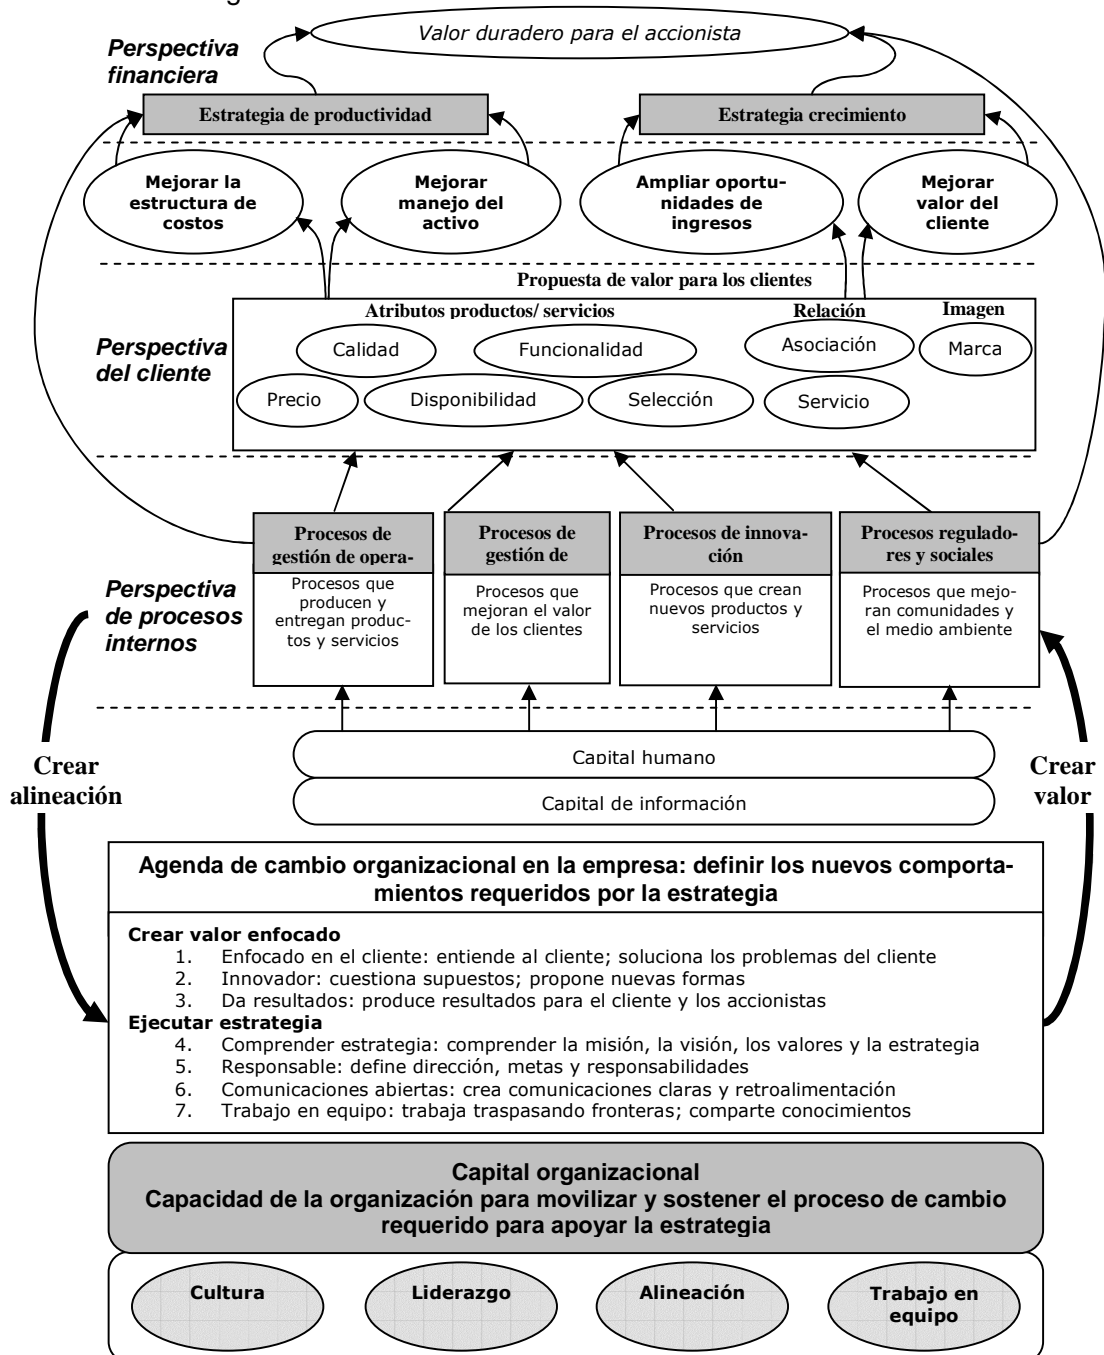 Valor duradero para el accionista
Perspectiva
financiera
Estrategia de productividad
Estrategia crecimiento
Mejorar la
estructura de
costos
Mejorar
manejo del
activo
Ampliar oportu-
nidades de
ingresos
Mejorar
valor del
cliente
Propuesta de valor para los clientes
Atributos productos/ servicios
Relación
Imagen
Perspectiva
del cliente
Calidad
Funcionalidad
Asociación
Marca
Precio
Disponibilidad
Selección
Servicio
Perspectiva
de procesos
internos
Procesos de
gestión de opera-
Procesos que
producen y
entregan produc-
tos y servicios
Procesos de
gestión de
Procesos que
mejoran el valor
de los clientes
Procesos de innova-
ción
Procesos que crean
nuevos productos y
servicios
Procesos regulado-
res y sociales
Procesos que mejo-
ran comunidades y
el medio ambiente
Capital humano
Capital de información
Crear
alineación
Crear
valor
Agenda de cambio organizacional en la empresa: definir los nuevos comporta-
mientos requeridos por la estrategia
Crear valor enfocado
1. Enfocado en el cliente: entiende al cliente; soluciona los problemas del cliente
2. Innovador: cuestiona supuestos; propone nuevas formas
3. Da resultados: produce resultados para el cliente y los accionistas
Ejecutar estrategia
4. Comprender estrategia: comprender la misión, la visión, los valores y la estrategia
5. Responsable: define dirección, metas y responsabilidades
6. Comunicaciones abiertas: crea comunicaciones claras y retroalimentación
7. Trabajo en equipo: trabaja traspasando fronteras; comparte conocimientos
Capital organizacional
Capacidad de la organización para movilizar y sostener el proceso de cambio
requerido para apoyar la estrategia
Cultura
Liderazgo
Alineación
Trabajo en
equipo